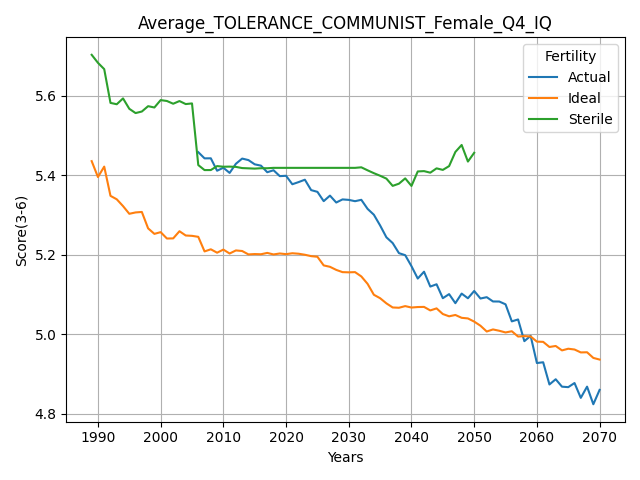 Average_TOLERANCE_COMMUNIST_Female_Q4_IQ
Fertility
Actual
Ideal
Sterile
Score(3-6)
5.6
5.4
5.2
5.0
4.8
1990 2000 2010 2020 2030 2040 2050 2060 2070
Years